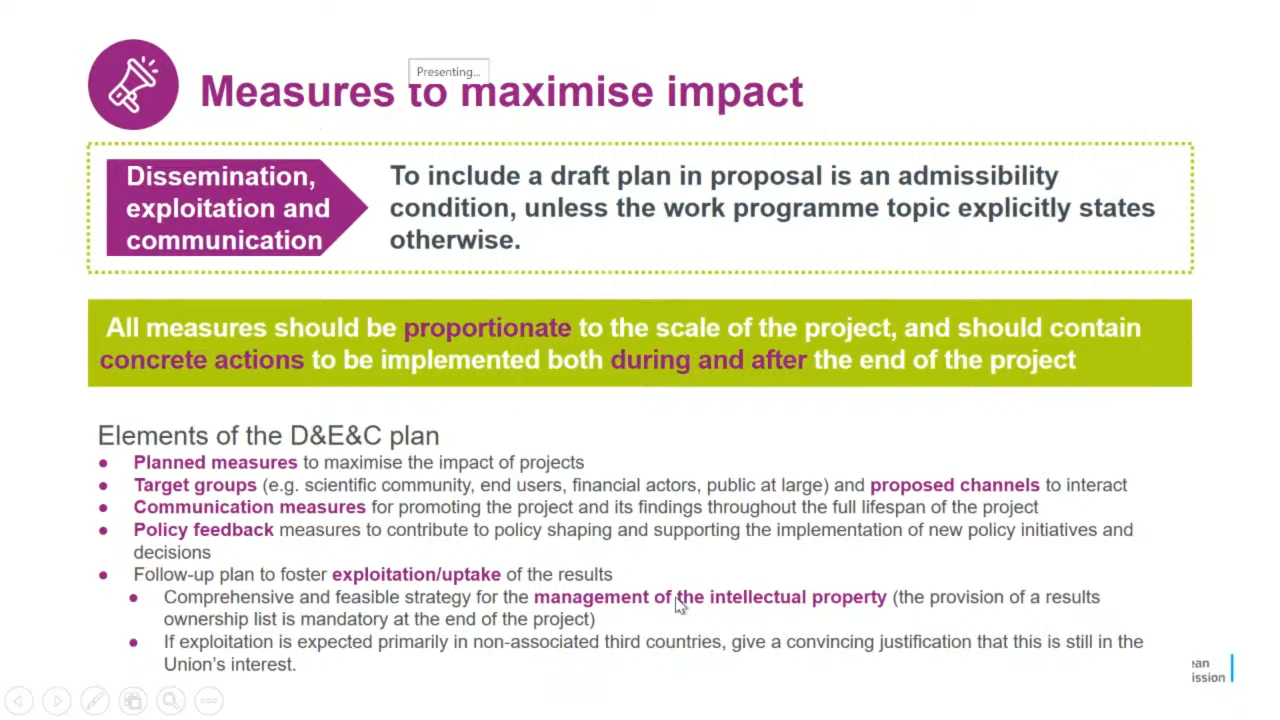 Presenting...
Measures to maximise impact
Dissemination,
exploitation and
communication
To include a draft plan in proposal is an admissibility
condition, unless the work programme topic explicitly states
otherwise.
All measures should be proportionate to the scale of the project, and should contain
concrete actions to be implemented both during and after the end of the project
Elements of the D&E&C plan
● Planned measures to maximise the impact of projects
● Target groups (e.g. scientific community, end users, financial actors, public at large) and proposed channels to interact
● Communication measures for promoting the project and its findings throughout the full lifespan of the project
● Policy feedback measures to contribute to policy shaping and supporting the implementation of new policy initiatives and
decisions
● Follow-up plan to foster exploitation/uptake of the results
● Comprehensive and feasible strategy for the management of the intellectual property (the provision of a results
ownership list is mandatory at the end of the project)
● If exploitation is expected primarily in non-associated third countries, give a convincing justification that this is still in the
Union's interest.
ean
ission